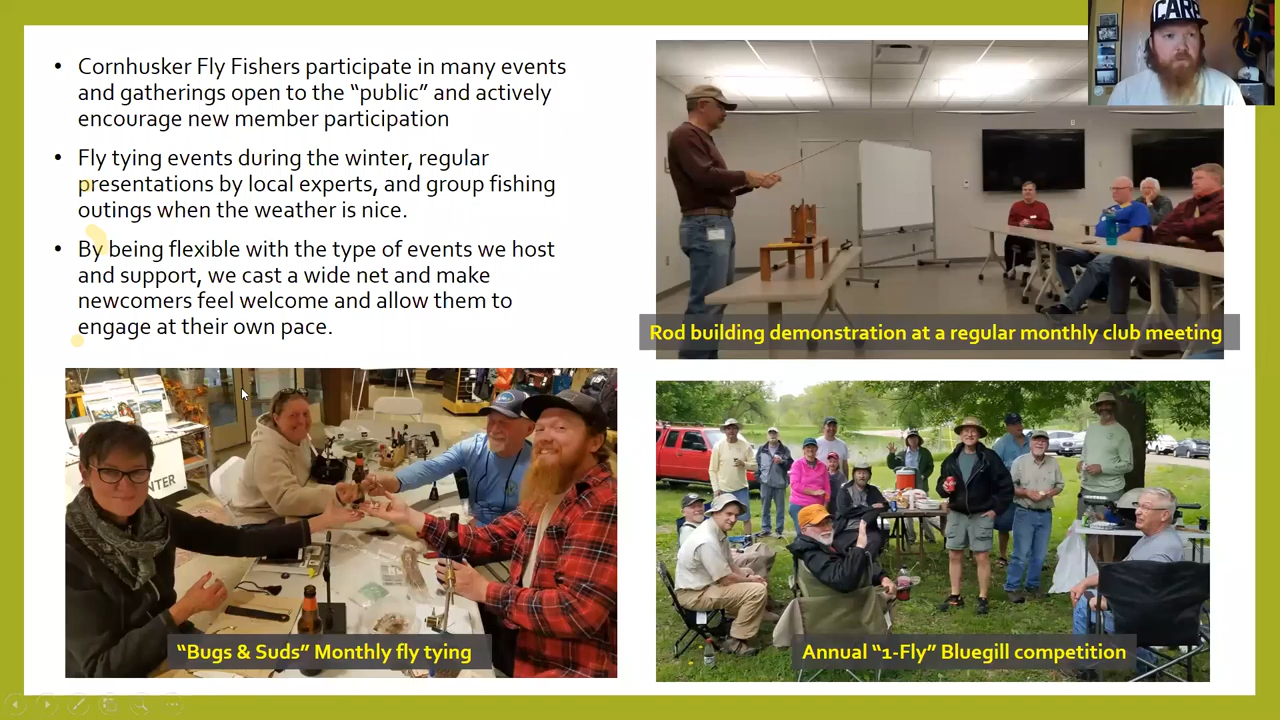 • Cornhusker Fly Fishers participate in many events
and gatherings open to the “public” and actively
encourage new member participation
• Fly tying events during the winter, regular
presentations by local experts, and group fishing
outings when the weather is nice.
• By being flexible with the type of events we host
and support, we cast a wide net and make
newcomers feel welcome and allow them to
engage at their own pace.
CARP
Rod building demonstration at a regular monthly club meeting
NTER
“Bugs & Suds” Monthly fly tying
Annual “1-Fly” Bluegill competition